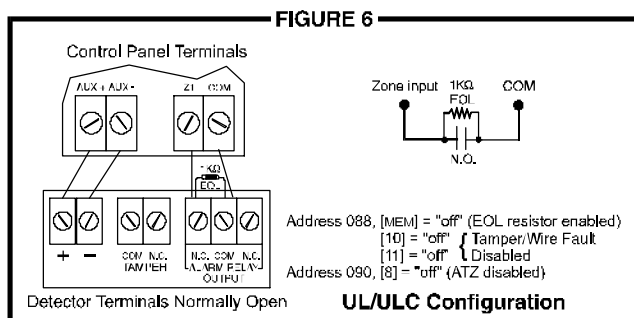 FIGURE 6
Control Panel Terminals
AUX + AUX -
Z1 COM
1KΩ
EOL
+ -
COM N.C.
TAMPER
N.C. COM N.C.
ALARM RELAY
OUTPUT
Detector Terminals Normally Open
Zone input
1KΩ
EOL
COM
N.O.
Address 088, [MEM] = "off" (EOL resistor enabled)
[10] = "off" { Tamper/Wire Fault
[11] = "off" { Disabled
Address 090, [8] = "off" (ATZ disabled)
UL/ULC Configuration